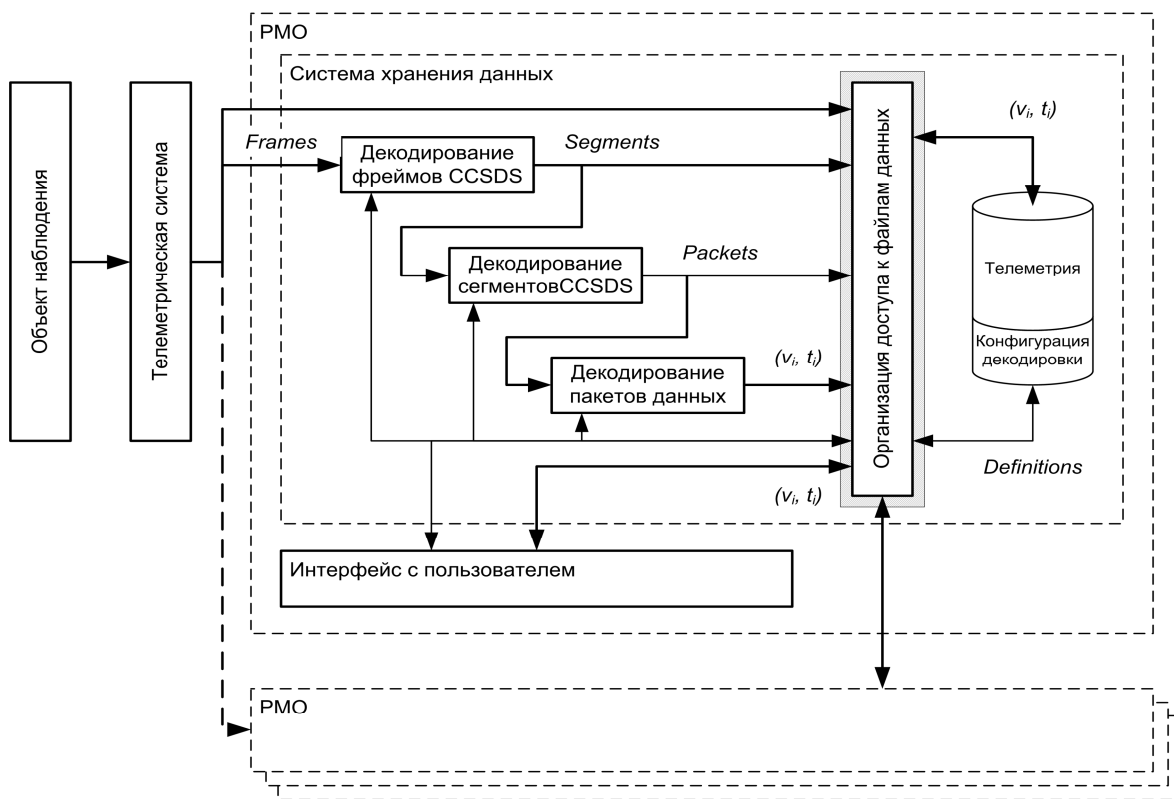 РМО
Система хранения данных
Объект наблюдения
Телеметрическая система
Frames
Декодирование
фреймов CCSDS
Segments
Декодирование
сегментовCCSDS
Packets
Декодирование
пакетов данных
(vi, ti)
(vi, ti)
Организация доступа к файлам данных
(vi, ti)
Телеметрия
Конфигурация
декодировки
Definitions
Интерфейс с пользователем
РМО